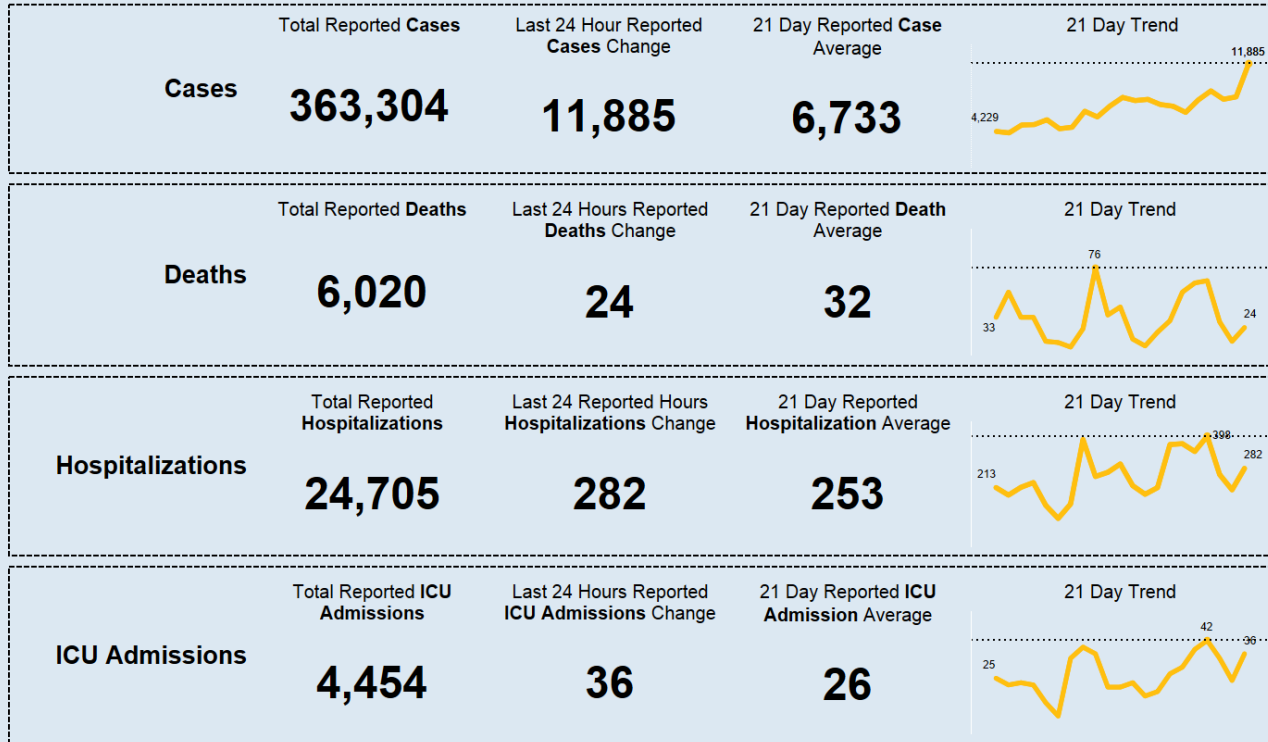 Total Reported Cases
Last 24 Hour Reported
Cases Change
21 Day Reported Case
Average
21 Day Trend
Cases
363,304
11,885
6,733
11,885
4,229
Total Reported Deaths
Last 24 Hours Reported
Deaths Change
21 Day Reported Death
Average
21 Day Trend
Deaths
6,020
24
32
76
33
24
Total Reported
Hospitalizations
Last 24 Reported Hours
Hospitalizations Change
21 Day Reported
Hospitalization Average
21 Day Trend
Hospitalizations
24,705
282
253
398
213
282
Total Reported ICU
Admissions
Last 24 Hours Reported
ICU Admissions Change
21 Day Reported ICU
Admission Average
21 Day Trend
ICU Admissions
4,454
36
26
42
25
36